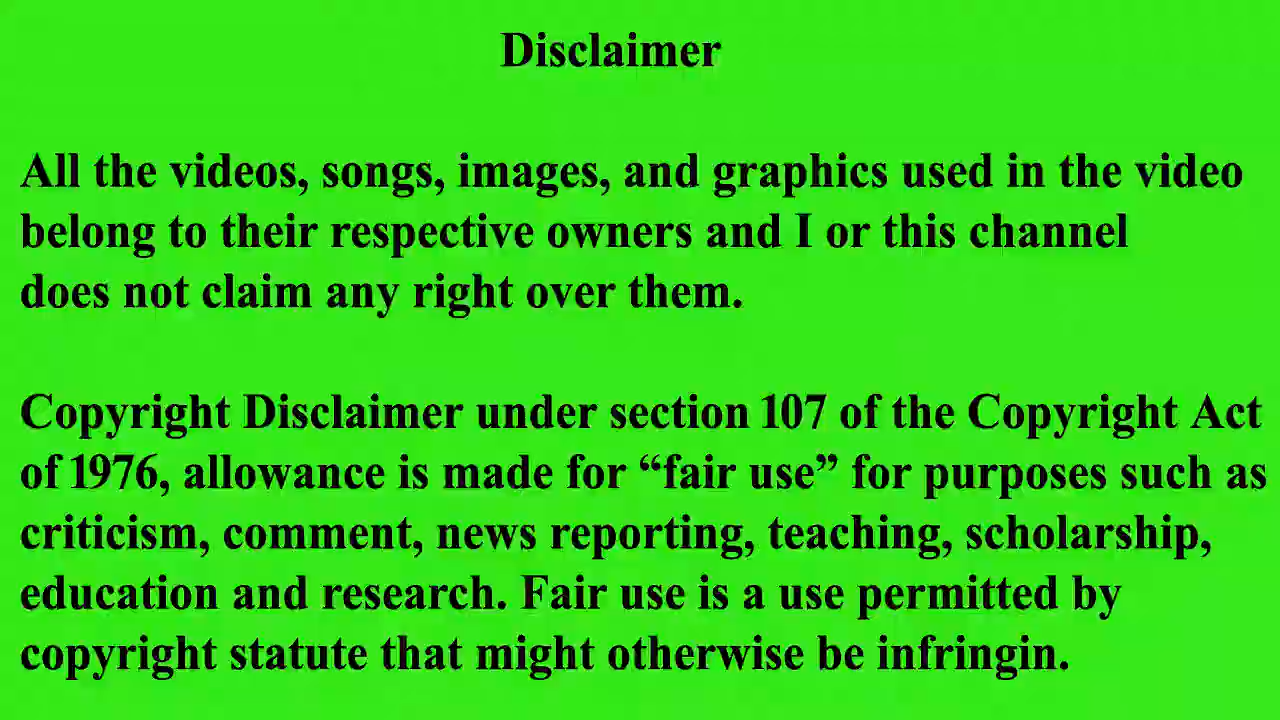 Disclaimer
All the videos, songs, images, and graphics used in the video
belong to their respective owners and I or this channel
does not claim any right over them.
Copyright Disclaimer under section 107 of the Copyright Act
of 1976, allowance is made for “fair use” for purposes such as
criticism, comment, news reporting, teaching, scholarship,
education and research. Fair use is a use permitted by
copyright statute that might otherwise be infringin.